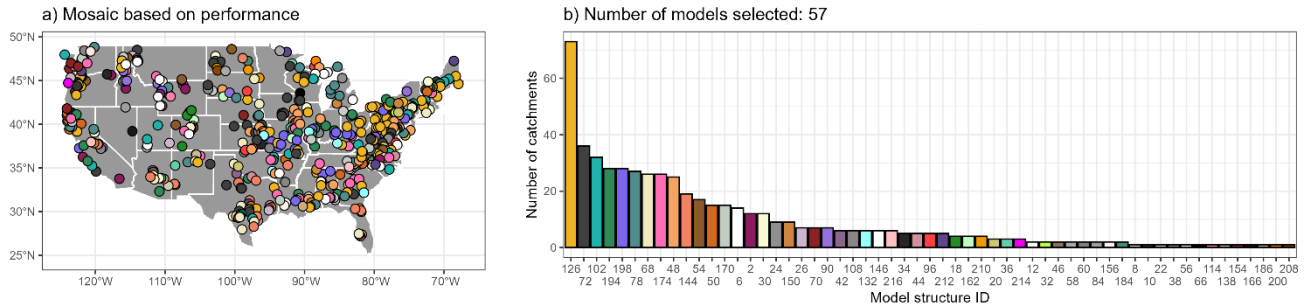 a) Mosaic based on performance
50°N
45°N
40°N
35°N
30°N
25°N
120°W 110°W 100°W 90°W 80°W 70°W
b) Number of models selected: 57
Number of catchments
60
40
20
0
126 102 198 68 48 54 170 2 24 26 90 108 146 34 96 18 210 36 12 46 60 156 8 22 56 114 154 186 208
72 194 78 174 144 50 6 30 150 70 42 132 216 44 212 162 20 214 32 58 84 184 10 38 66 138 166 200
Model structure ID